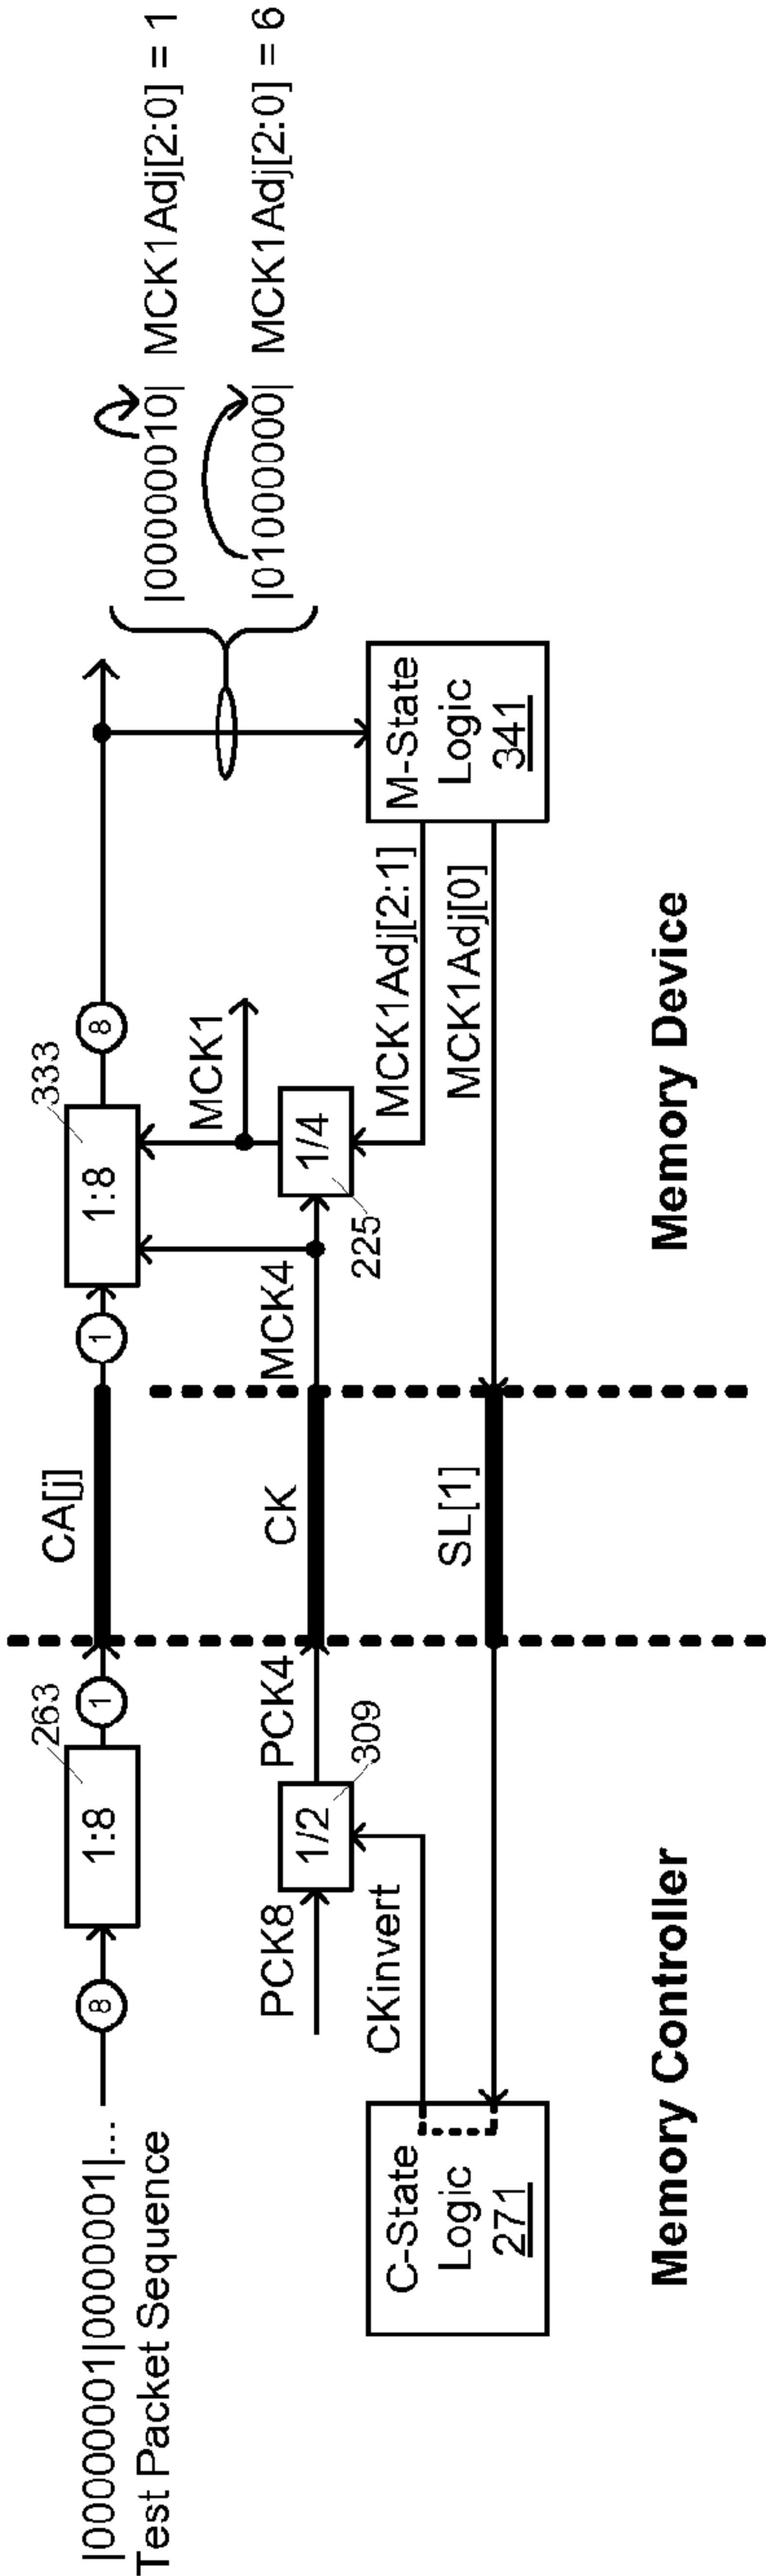 |00000001|00000001|...
Test Packet Sequence
8
1:8
263
1
CA[j]
1
1:8
333
8
|00000010| MCK1Adj[2:0] = 1
|01000000| MCK1Adj[2:0] = 6
PCK8
1/2
309
PCK4
CK
MCK4
1/4
225
MCK1
CKinvert
C-State
Logic
271
SL[1]
MCK1Adj[2:1]
MCK1Adj[0]
M-State
Logic
341
Memory Controller
Memory Device